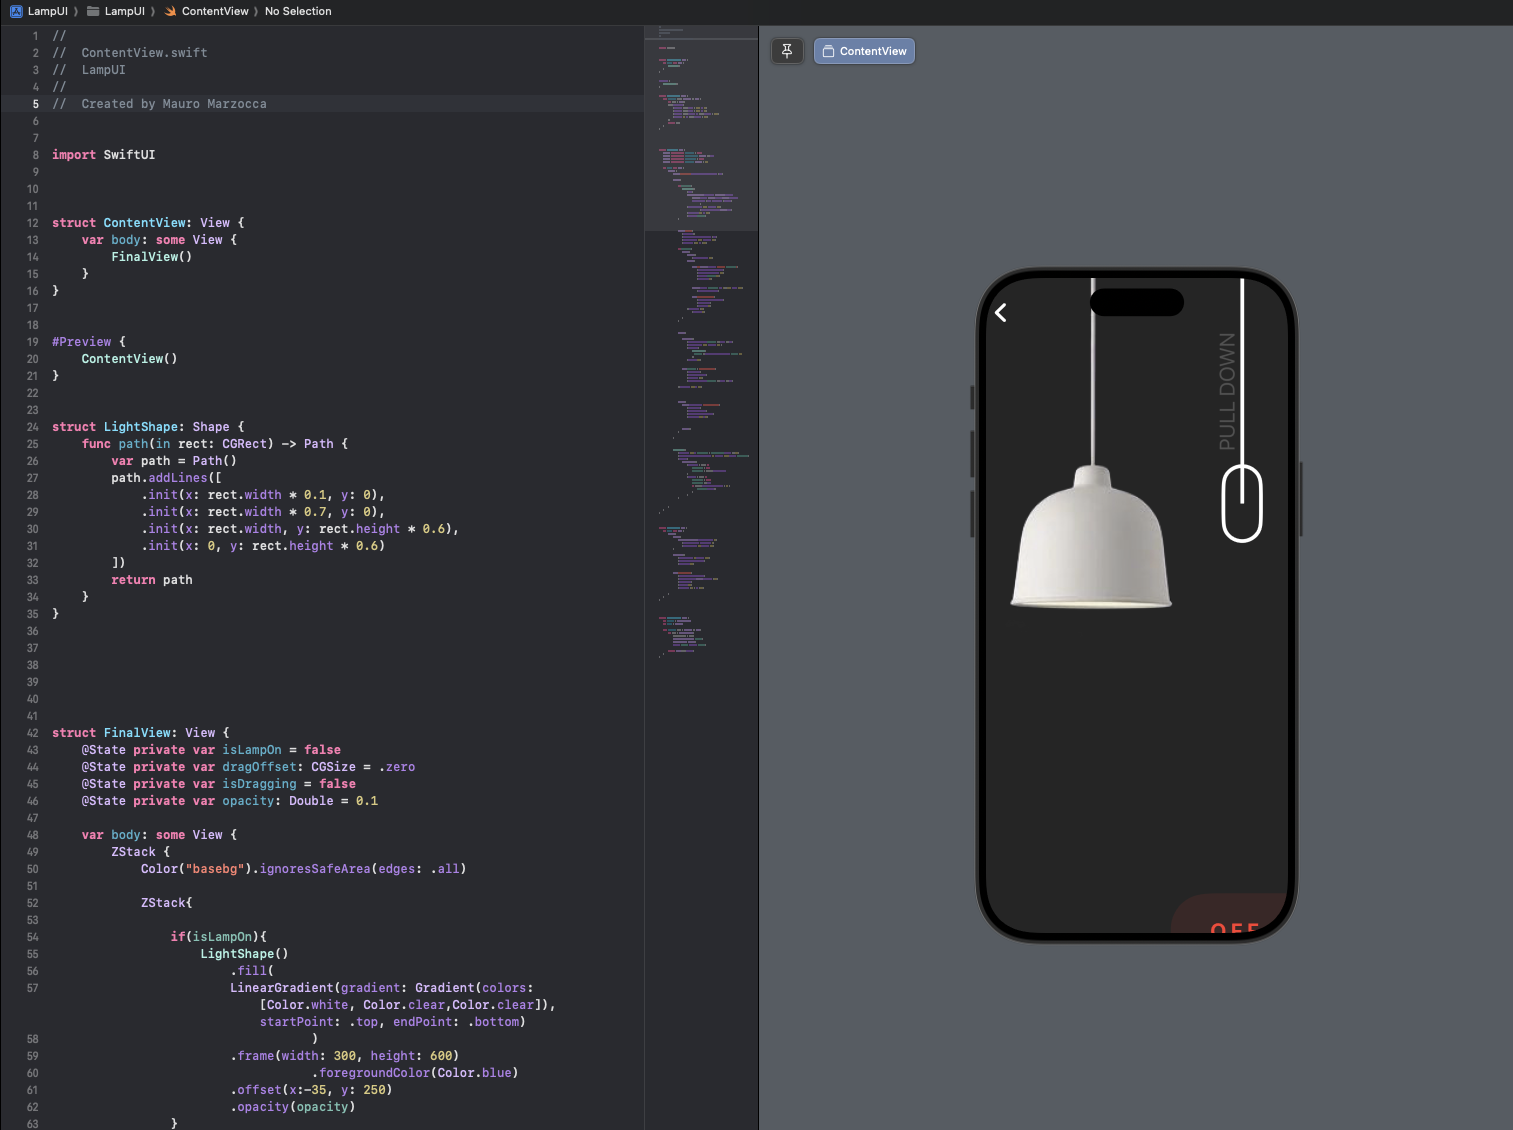 LampUI ⟩ LampUI ⟩ ContentView ⟩ No Selection
1 //
2 //  ContentView.swift
3 //  LampUI
4 //
5 //  Created by Mauro Marzocca
6
7
8 import SwiftUI
9
10
11
12 struct ContentView: View {
13     var body: some View {
14         FinalView()
15     }
16 }
17
18
19 #Preview {
20     ContentView()
21 }
22
23
24 struct LightShape: Shape {
25     func path(in rect: CGRect) -> Path {
26         var path = Path()
27         path.addLines([
28             .init(x: rect.width * 0.1, y: 0),
29             .init(x: rect.width * 0.7, y: 0),
30             .init(x: rect.width, y: rect.height * 0.6),
31             .init(x: 0, y: rect.height * 0.6)
32         ])
33         return path
34     }
35 }
36
37
38
39
40
41
42 struct FinalView: View {
43     @State private var isLampOn = false
44     @State private var dragOffset: CGSize = .zero
45     @State private var isDragging = false
46     @State private var opacity: Double = 0.1
47
48     var body: some View {
49         ZStack {
50             Color("basebg").ignoresSafeArea(edges: .all)
51
52             ZStack{
53
54                 if(isLampOn){
55                     LightShape()
56                         .fill(
57                         LinearGradient(gradient: Gradient(colors:
                            [Color.white, Color.clear,Color.clear]),
                            startPoint: .top, endPoint: .bottom)
58                                    )
59                         .frame(width: 300, height: 600)
60                                    .foregroundColor(Color.blue)
61                         .offset(x:-35, y: 250)
62                         .opacity(opacity)
63                 }
ContentView
PULL DOWN
OFF